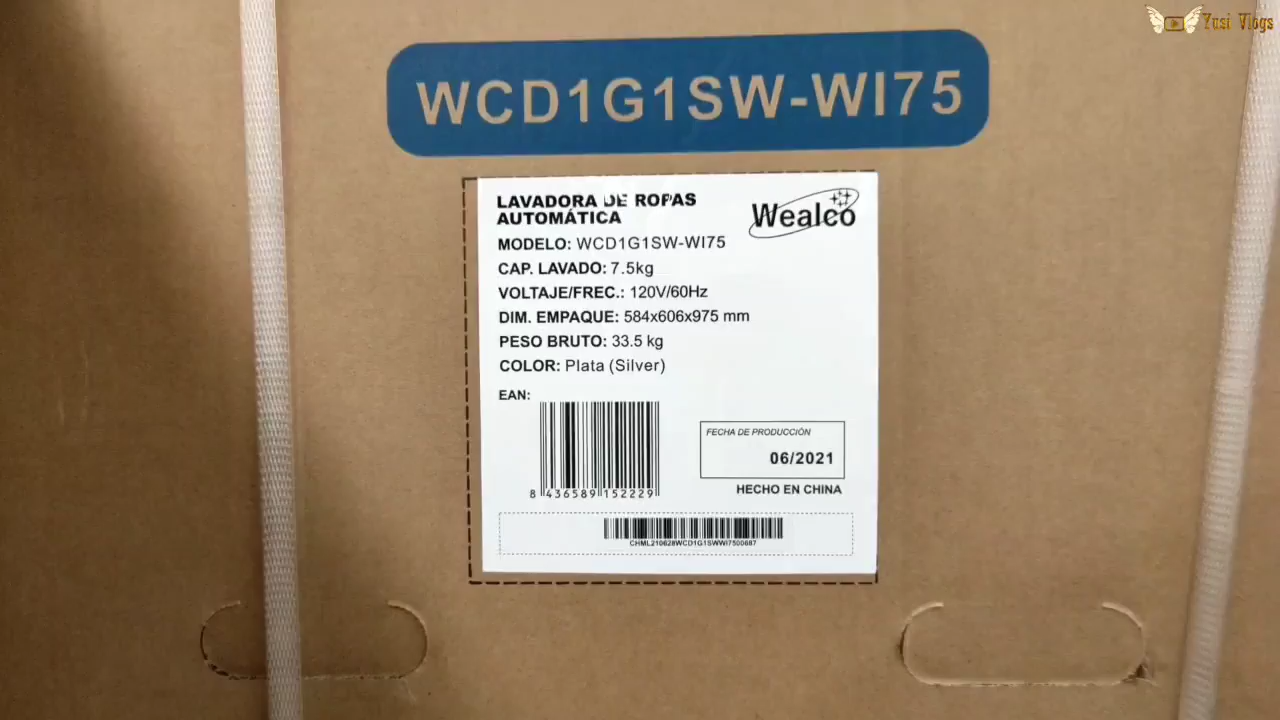 Yusi Vlogs
WCD1G1SW-WI75
LAVADORA DE ROPAS
AUTOMÁTICA
Wealco
MODELO: WCD1G1SW-WI75
CAP. LAVADO: 7.5kg
VOLTAJE/FREC.: 120V/60Hz
DIM. EMPAQUE: 584x606x975 mm
PESO BRUTO: 33.5 kg
COLOR: Plata (Silver)
EAN:
8 436589 152229
FECHA DE PRODUCCIÓN
06/2021
HECHO EN CHINA
CHML210628WCD1G1SWWI7500687